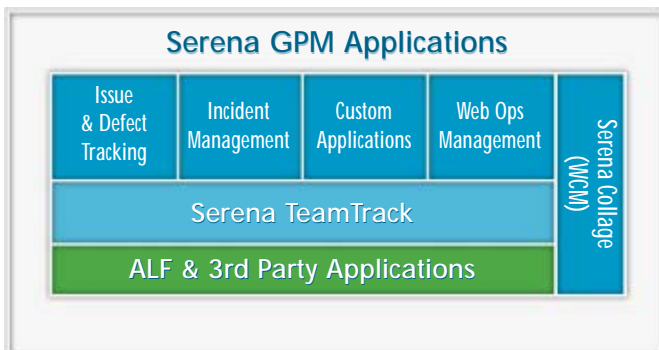 Serena GPM Applications
Issue
& Defect
Tracking
Incident
Management
Custom
Applications
Web Ops
Management
Serena Collage
(WCM)
Serena TeamTrack
ALF & 3rd Party Applications